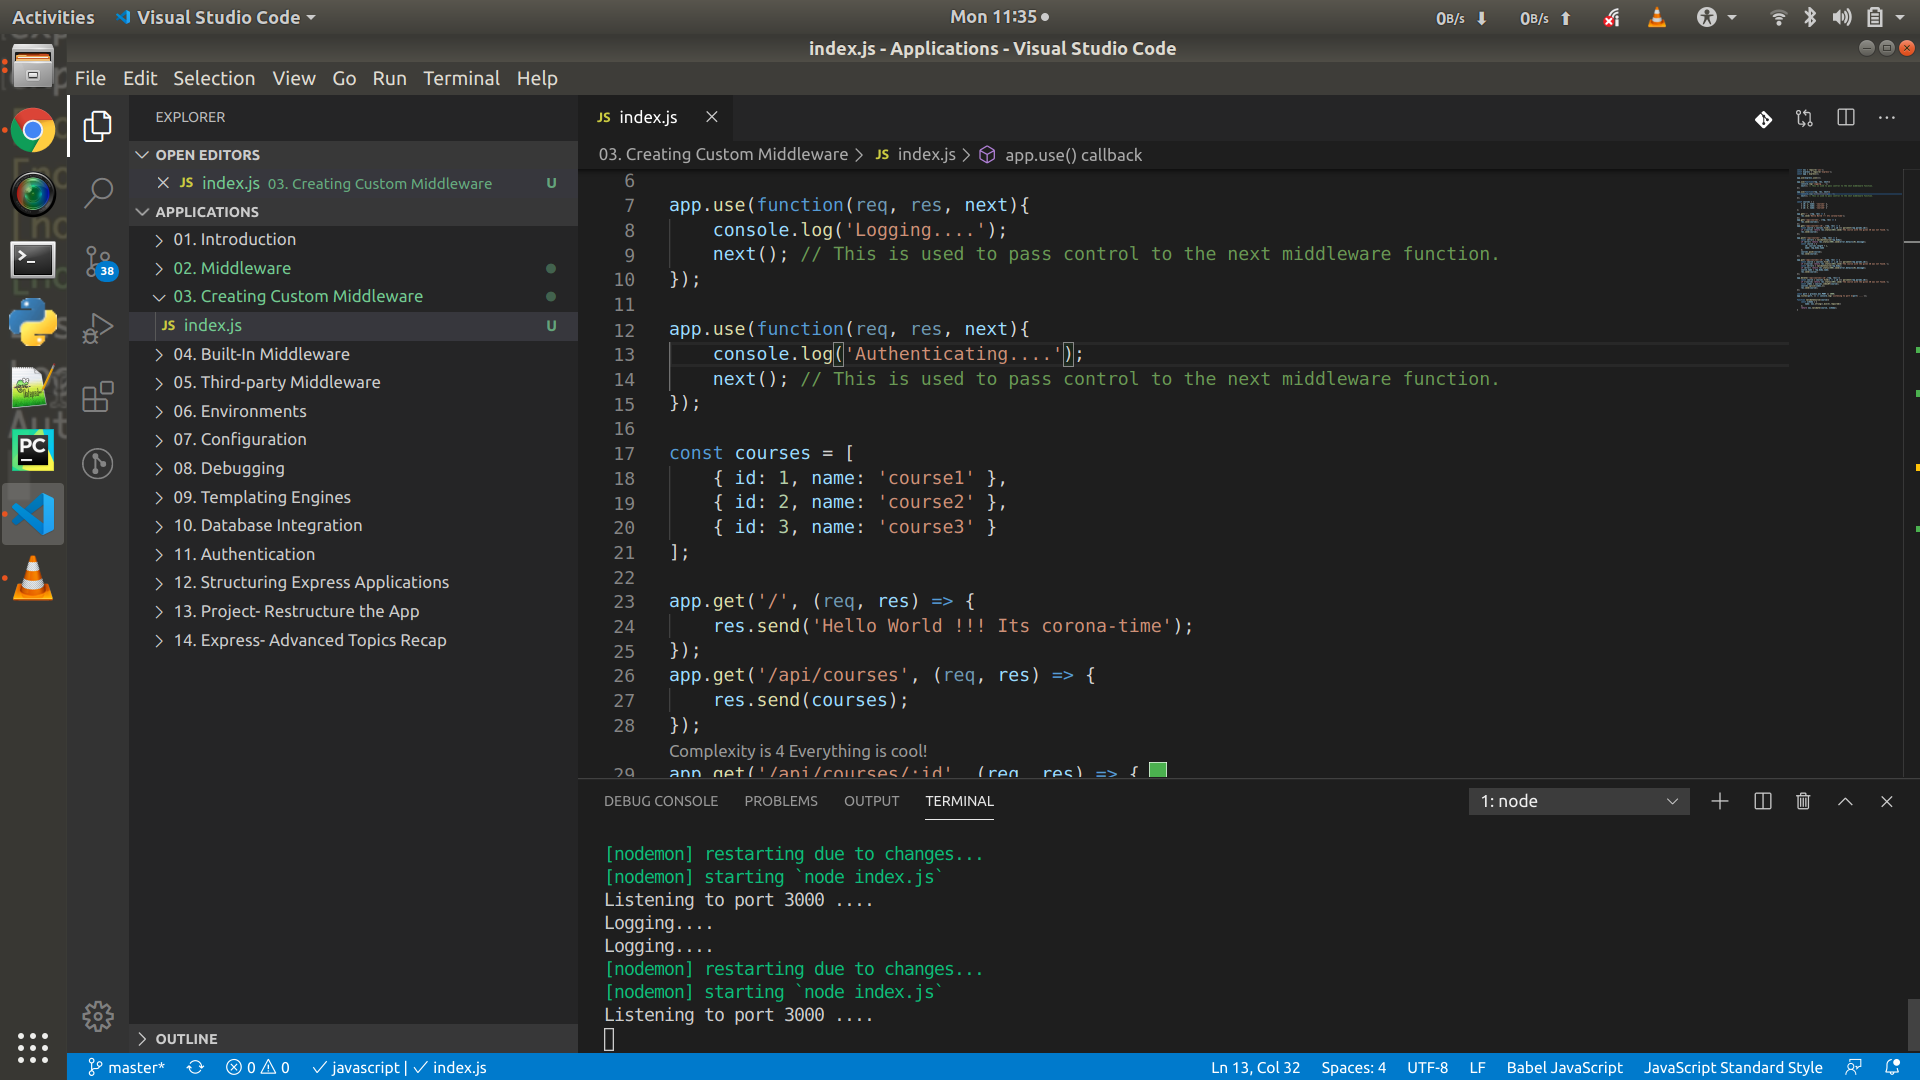 Activities Visual Studio Code Mon 11:35 0B/s 0B/s
index.js - Applications - Visual Studio Code
File Edit Selection View Go Run Terminal Help
EXPLORER
OPEN EDITORS
index.js 03. Creating Custom Middleware U
APPLICATIONS
01. Introduction
02. Middleware
03. Creating Custom Middleware
JS index.js U
04. Built-In Middleware
05. Third-party Middleware
06. Environments
07. Configuration
08. Debugging
09. Templating Engines
10. Database Integration
11. Authentication
12. Structuring Express Applications
13. Project- Restructure the App
14. Express- Advanced Topics Recap
OUTLINE
38
PC
JS index.js
03. Creating Custom Middleware > JS index.js > app.use() callback
6
7 app.use(function(req, res, next){
8 console.log('Logging....');
9 next(); // This is used to pass control to the next middleware function.
10 });
11
12 app.use(function(req, res, next){
13 console.log('Authenticating....');
14 next(); // This is used to pass control to the next middleware function.
15 });
16
17 const courses = [
18 { id: 1, name: 'course1' },
19 { id: 2, name: 'course2' },
20 { id: 3, name: 'course3' }
21 ];
22
23 app.get('/', (req, res) => {
24 res.send('Hello World !!! Its corona-time');
25 });
26 app.get('/api/courses', (req, res) => {
27 res.send(courses);
28 });
Complexity is 4 Everything is cool!
29 app.get('/api/courses/:id', (req, res) => {
DEBUG CONSOLE PROBLEMS OUTPUT TERMINAL 1: node
[nodemon] restarting due to changes...
[nodemon] starting `node index.js`
Listening to port 3000 ....
Logging....
Logging....
[nodemon] restarting due to changes...
[nodemon] starting `node index.js`
Listening to port 3000 ....
master* 0 0 javascript | index.js Ln 13, Col 32 Spaces: 4 UTF-8 LF Babel JavaScript JavaScript Standard Style